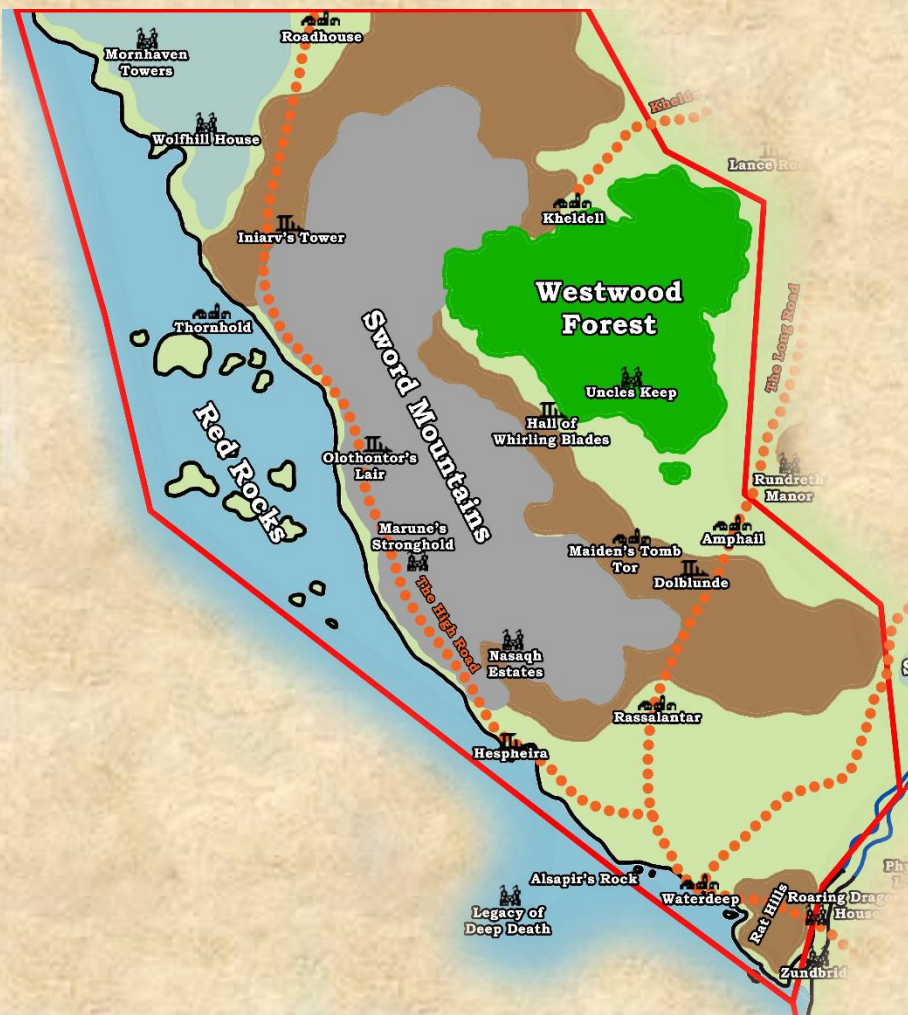 Roadhouse
Mornhaven
Towers
Wolfhill House
Lance
Kheldell
Iniarv's Tower
Westwood
Forest
Thornhold
The Long Road
Sword Mountains
Uncles Keep
Hall of
Whirling Blades
Red Rocks
Olothontor's
Lair
Rundreth
Manor
Marune's
Stronghold
Amphail
Maiden's Tomb
Tor
Dolblunde
The High Road
Nasaqh
Estates
Rassalantar
Hespheira
Alsapir's Rock
Waterdeep
Rat Hills
Roaring
House
Legacy of
Deep Death